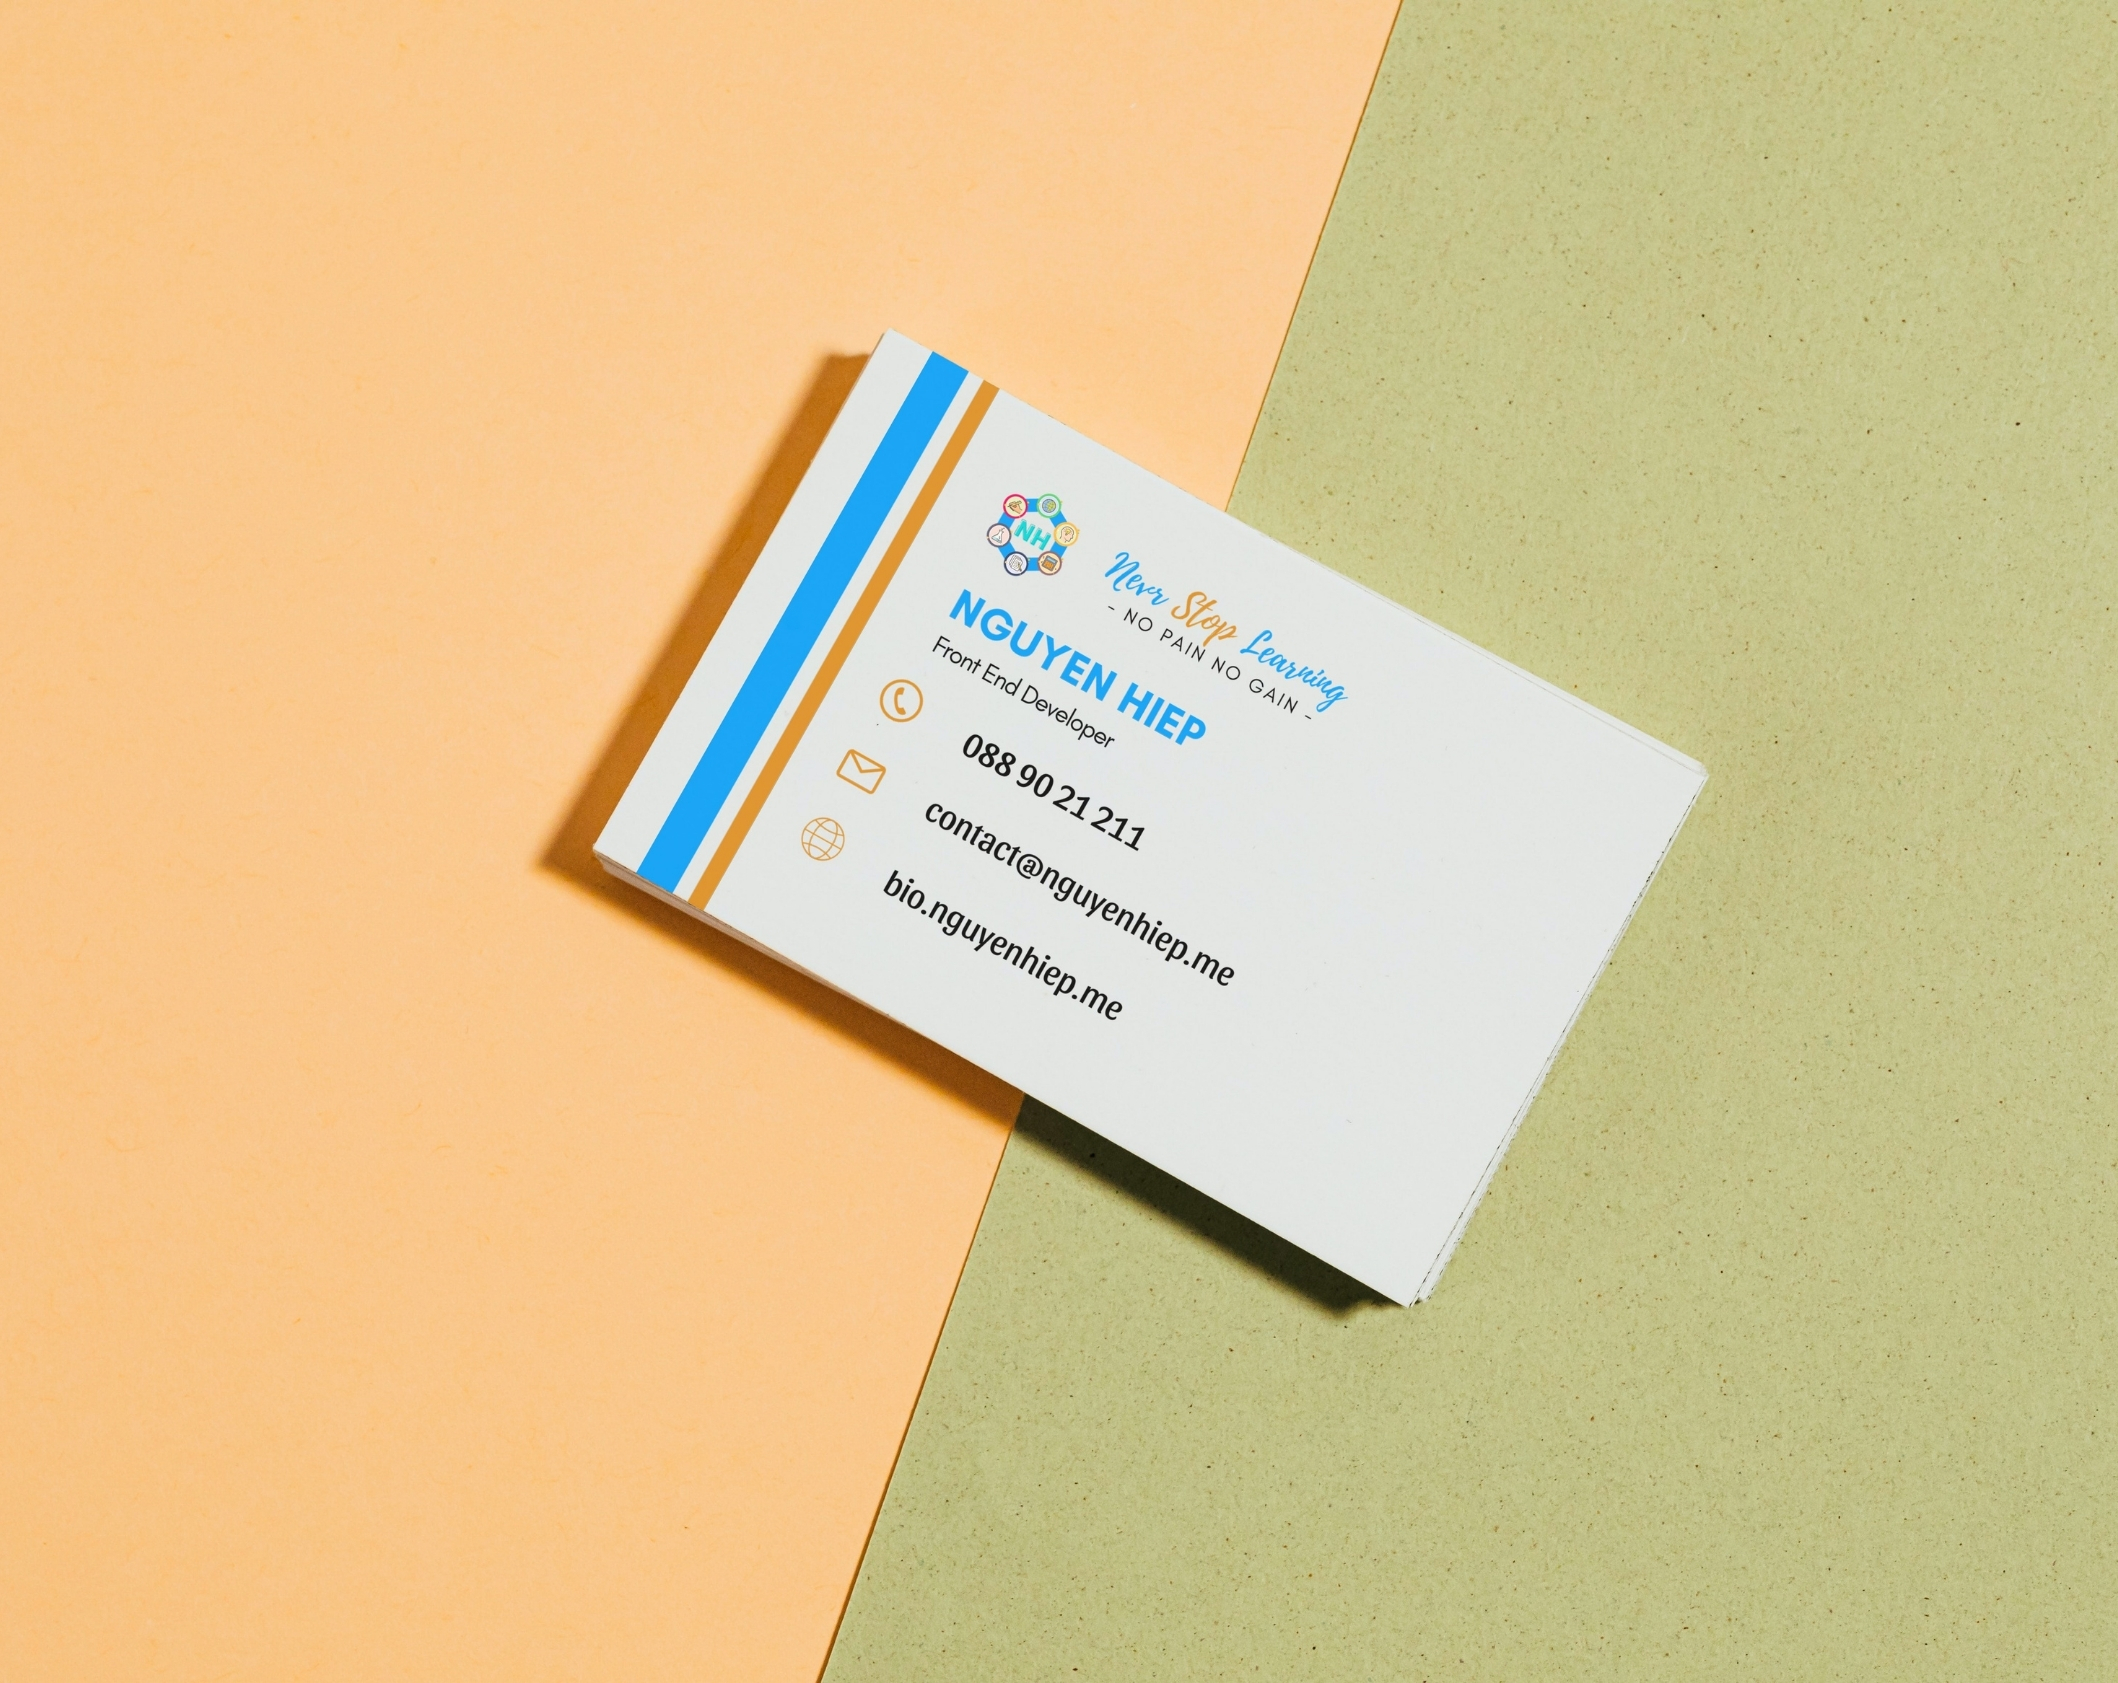 NH
Nevr Stop Learning
- NO PAIN NO GAIN -
NGUYEN HIEP
Front End Developer
088 90 21 211
contact@nguyenhiep.me
bio.nguyenhiep.me